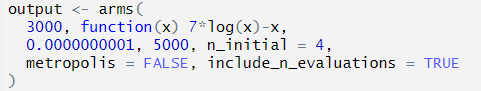 output <- arms(
  3000, function(x) 7*log(x)-x,
  0.0000000001, 5000, n_initial = 4,
  metropolis = FALSE, include_n_evaluations = TRUE
)